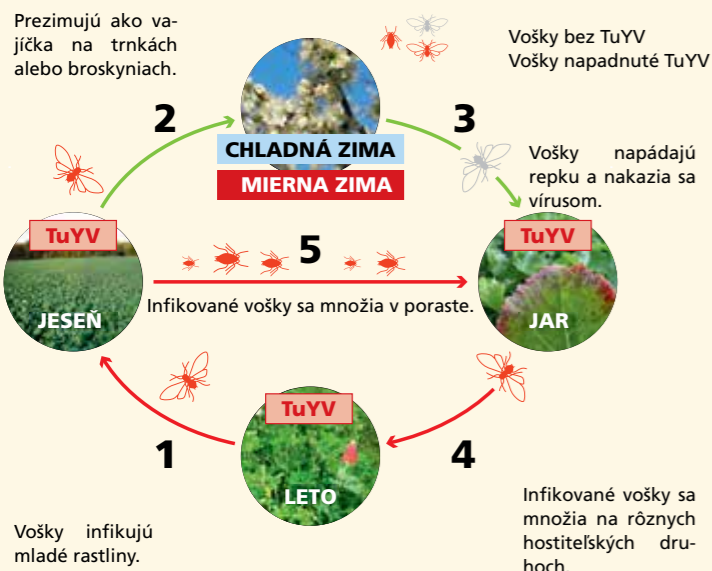 Prezimujú ako va-
jíčka na trnkách
alebo broskyniach.
Vošky bez TuYV
Vošky napadnuté TuYV
2
3
CHLADNÁ ZIMA
MIERNA ZIMA
Vošky napádajú
repku a nakazia sa
vírusom.
TuYV
JESEŇ
5
Infikované vošky sa množia v poraste.
TuYV
JAR
TuYV
LETO
1
4
Vošky infikujú
mladé rastliny.
Infikované vošky sa
množia na rôznych
hostiteľských dru-
hoch.